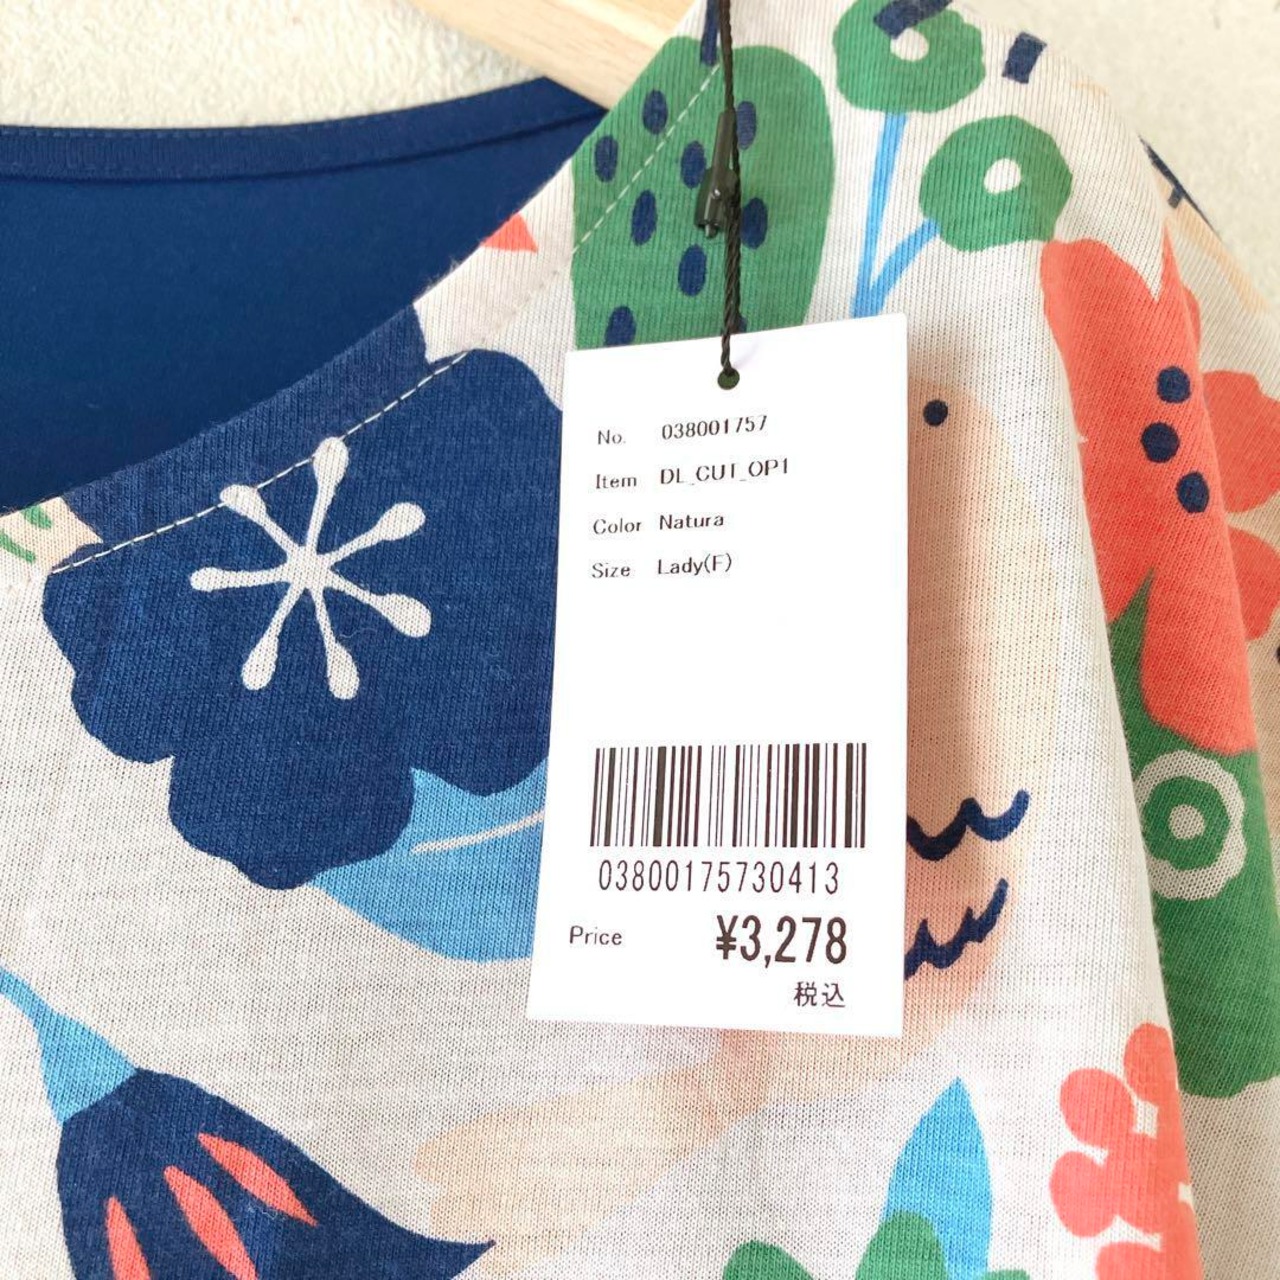 No. 038001757
Item DL_CUT_OP1
Color Natura
Size Lady(F)
03800175730413
Price ¥3,278
税込